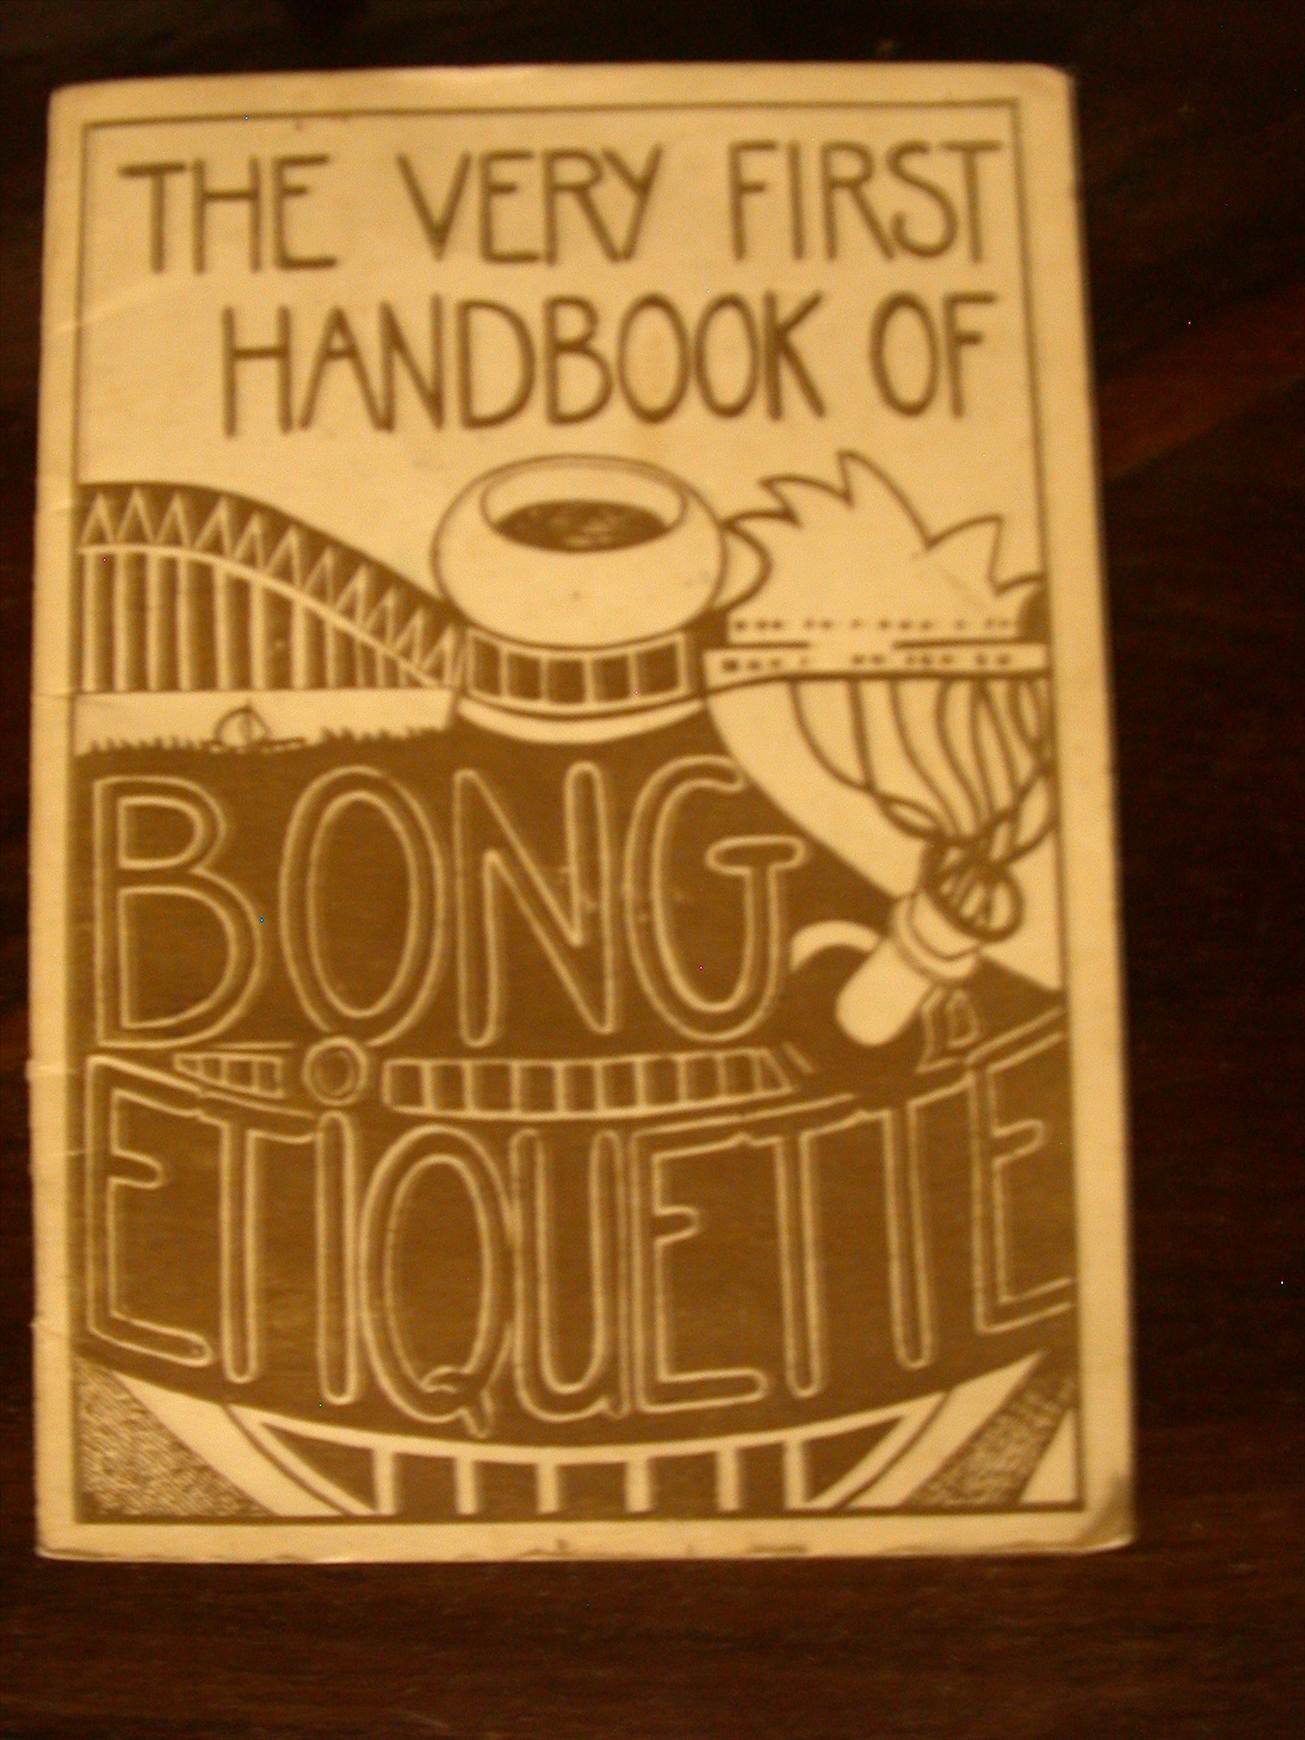 THE VERY FIRST
HANDBOOK OF
BONG
ETIQUETTE